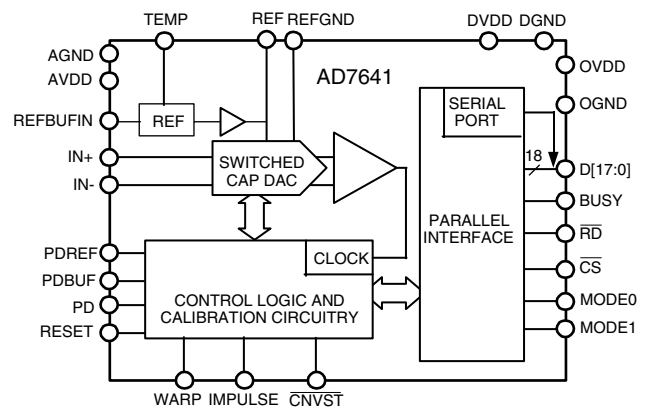 TEMP
REF REFGND
DVDD DGND
AGND
AVDD
AD7641
OVDD
OGND
REFBUFIN
REF
SERIAL
PORT
IN+
IN-
SWITCHED
CAP DAC
18
D[17:0]
BUSY
PARALLEL
INTERFACE
RD
CS
PDREF
PDBUF
PD
RESET
CLOCK
CONTROL LOGIC AND
CALIBRATION CIRCUITRY
MODE0
MODE1
WARP IMPULSE CNVST